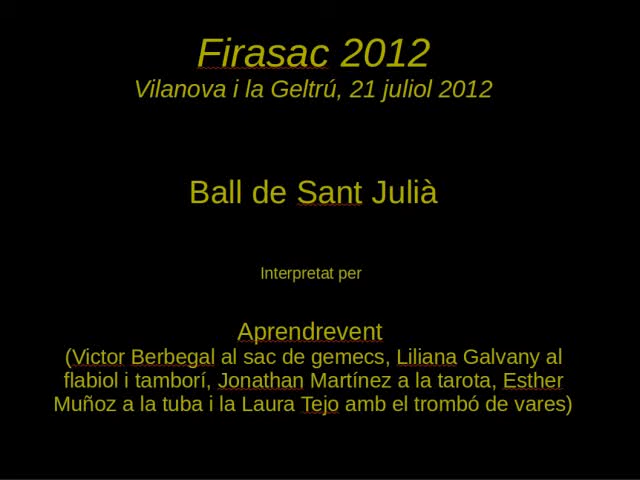 Firasac 2012
Vilanova i la Geltrú, 21 juliol 2012
Ball de Sant Julià
Interpretat per
Aprendrevent
(Victor Berbegal al sac de gemecs, Liliana Galvany al
flabiol i tamborí, Jonathan Martínez a la tarota, Esther
Muñoz a la tuba i la Laura Tejo amb el trombó de vares)